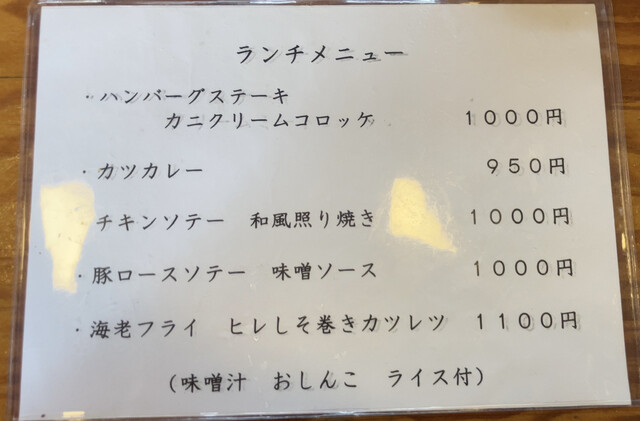 ランチメニュー
・ハンバーグステーキ
カニクリームコロッケ　１０００円
・カツカレー　９５０円
・チキンソテー　和風照り焼き　１０００円
・豚ロースソテー　味噌ソース　１０００円
・海老フライ　ヒレしそ巻きカツレツ　１１００円
（味噌汁　おしんこ　ライス付）